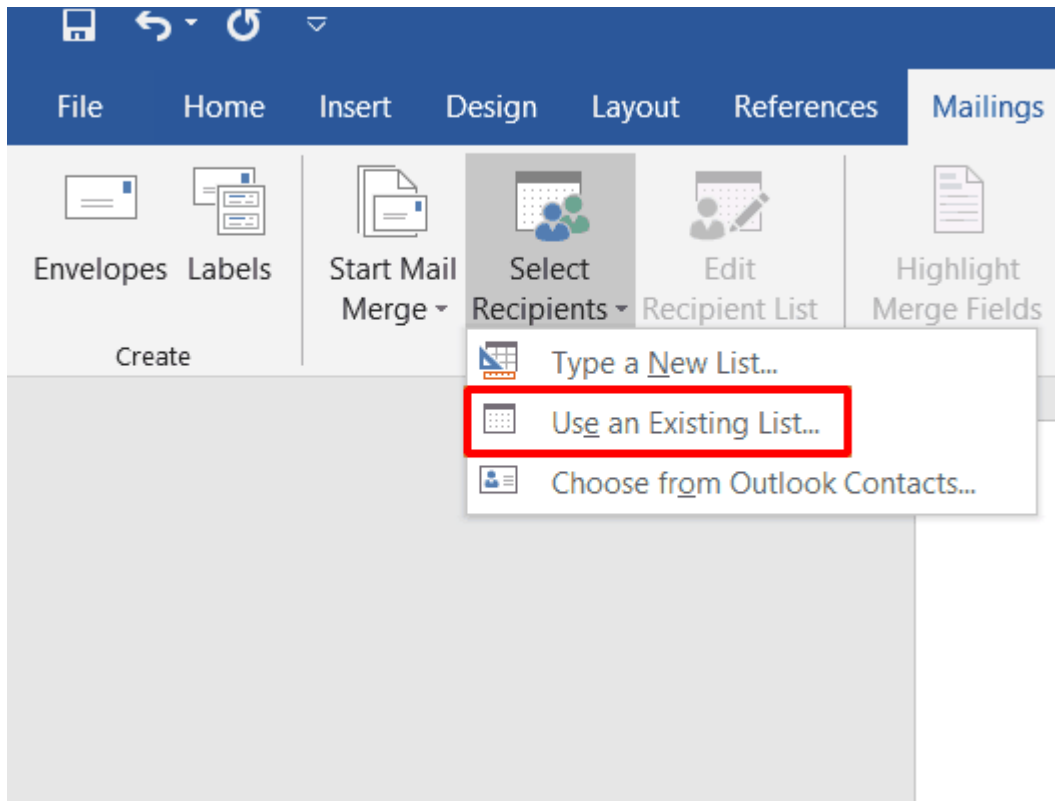 File Home Insert Design Layout References Mailings
Envelopes Labels Start Mail Select Edit Highlight
Merge Recipients Recipient List Merge Fields
Create
Type a New List...
Use an Existing List...
Choose from Outlook Contacts...